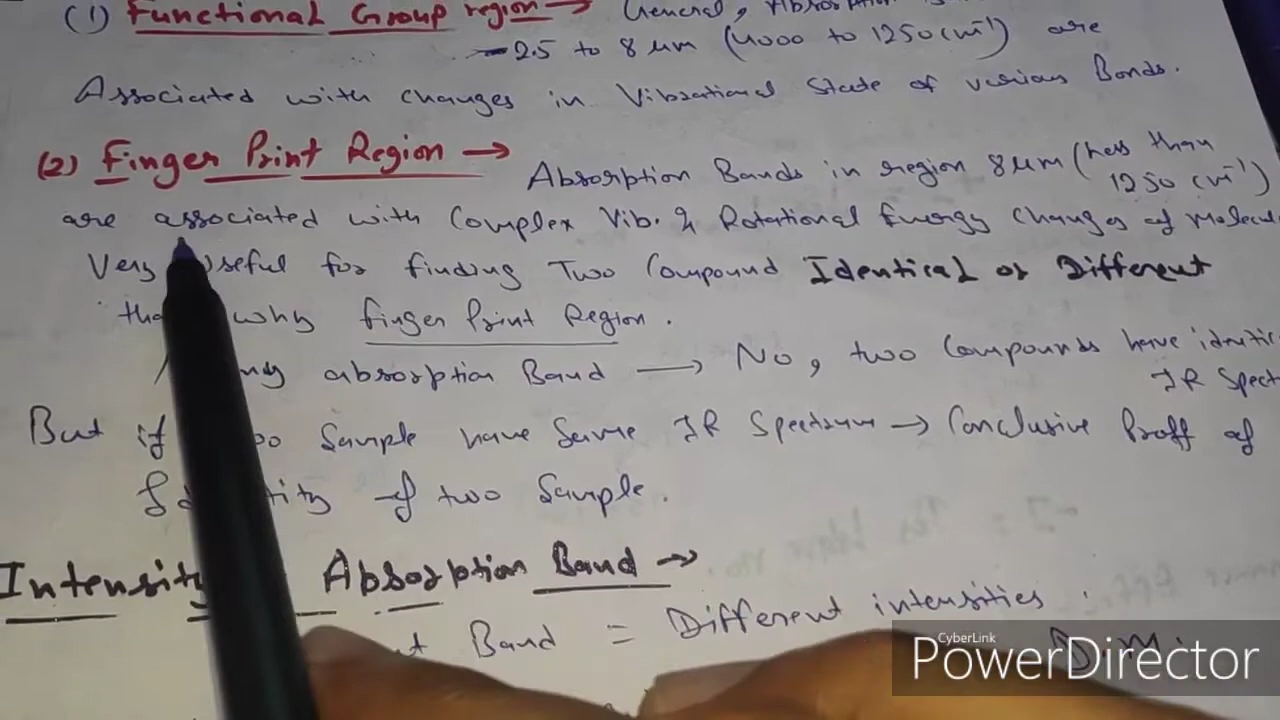 (1) Functional Group region → General, Absorption
2.5 to 8 µm (4000 to 1250 cm⁻¹) are
Associated with changes in Vibrational State of various Bonds.
(2) Finger Print Region → Absorption Bands in region 8 µm (Less than 1250 cm⁻¹)
are associated with Complex Vib. & Rotational Energy Changes of Molecul
Very useful for finding Two Compound Identical or Different
why finger Print Region.
absorption Band → No, two Compounds have identic
IR Spect
But if Sample have Same IR Spectrum → Conclusive Proff of
of two Sample.
Intensity Absorption Band →
Band = Different intensities
D.M.
CyberLink
PowerDirector